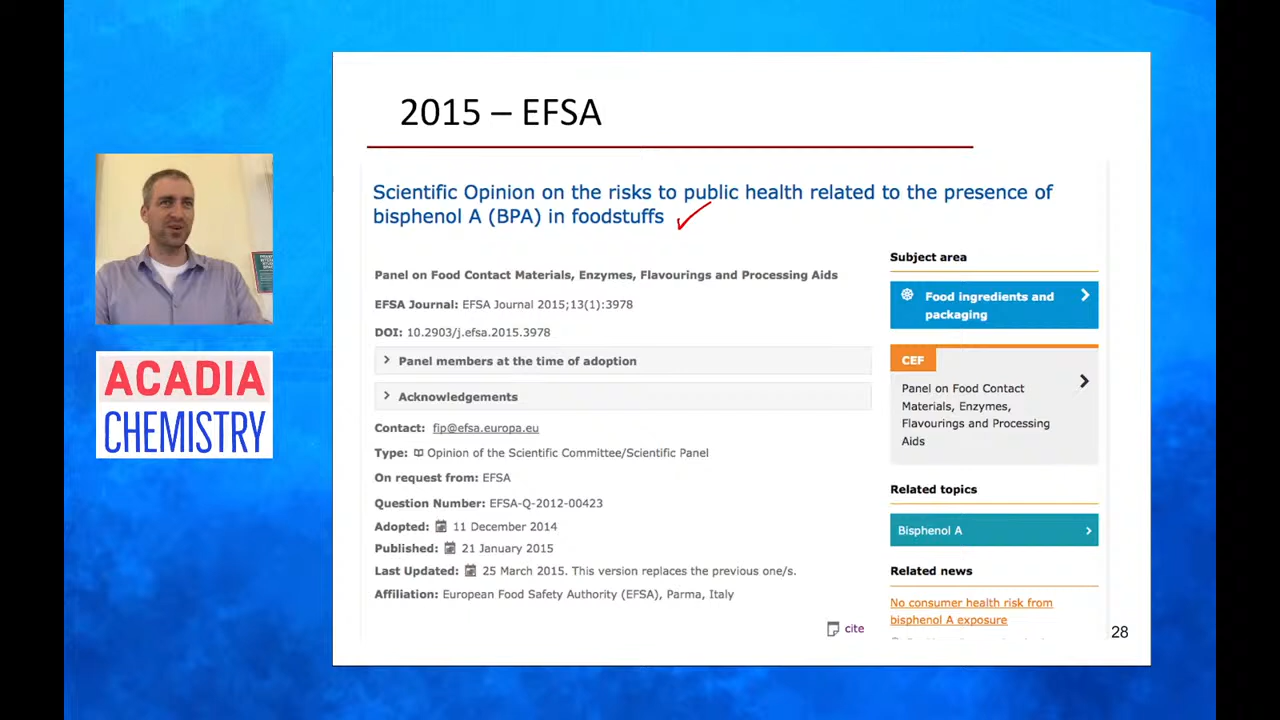 2015 – EFSA
Scientific Opinion on the risks to public health related to the presence of
bisphenol A (BPA) in foodstuffs
Panel on Food Contact Materials, Enzymes, Flavourings and Processing Aids
EFSA Journal: EFSA Journal 2015;13(1):3978
DOI: 10.2903/j.efsa.2015.3978
Panel members at the time of adoption
Acknowledgements
Contact: fip@efsa.europa.eu
Type: Opinion of the Scientific Committee/Scientific Panel
On request from: EFSA
Question Number: EFSA-Q-2012-00423
Adopted: 11 December 2014
Published: 21 January 2015
Last Updated: 25 March 2015. This version replaces the previous one/s.
Affiliation: European Food Safety Authority (EFSA), Parma, Italy
cite
Subject area
Food ingredients and
packaging
CEF
Panel on Food Contact
Materials, Enzymes,
Flavourings and Processing
Aids
Related topics
Bisphenol A
Related news
No consumer health risk from
bisphenol A exposure
28
ACADIA
CHEMISTRY